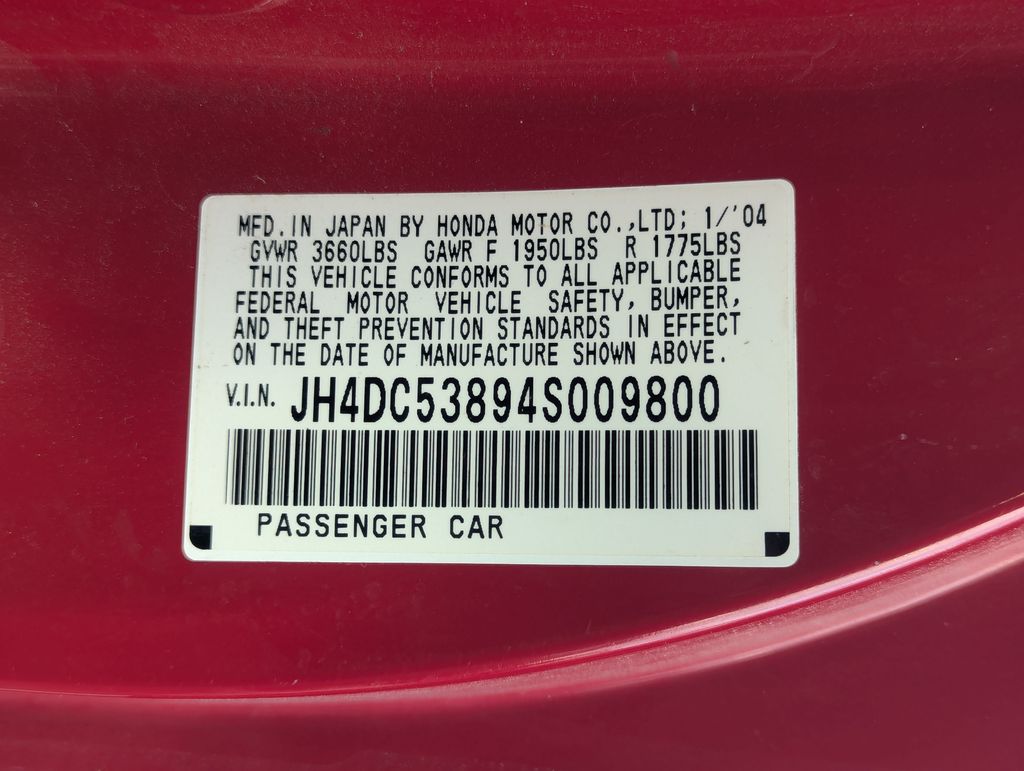 MFD.IN JAPAN BY HONDA MOTOR CO.,LTD; 1/'04
GVWR 3660LBS GAWR F 1950LBS R 1775LBS
THIS VEHICLE CONFORMS TO ALL APPLICABLE
FEDERAL MOTOR VEHICLE SAFETY, BUMPER,
AND THEFT PREVENTION STANDARDS IN EFFECT
ON THE DATE OF MANUFACTURE SHOWN ABOVE.
V.I.N. JH4DC53894S009800
PASSENGER CAR